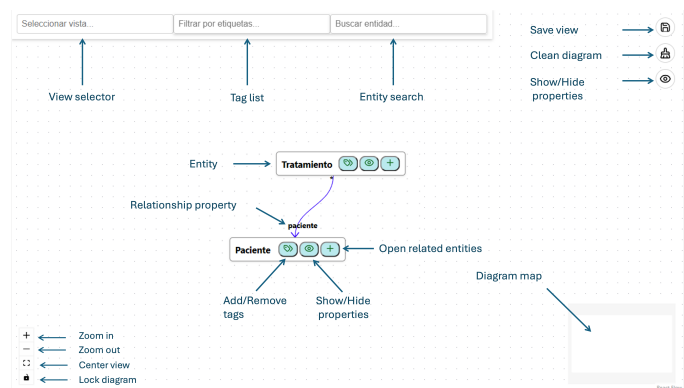 Seleccionar vista...
Filtrar por etiquetas...
Buscar entidad...
Save view
Clean diagram
Show/Hide
properties
View selector
Tag list
Entity search
Entity
Tratamiento
Relationship property
paciente
Paciente
Open related entities
Add/Remove
tags
Show/Hide
properties
Diagram map
Zoom in
Zoom out
Center view
Lock diagram